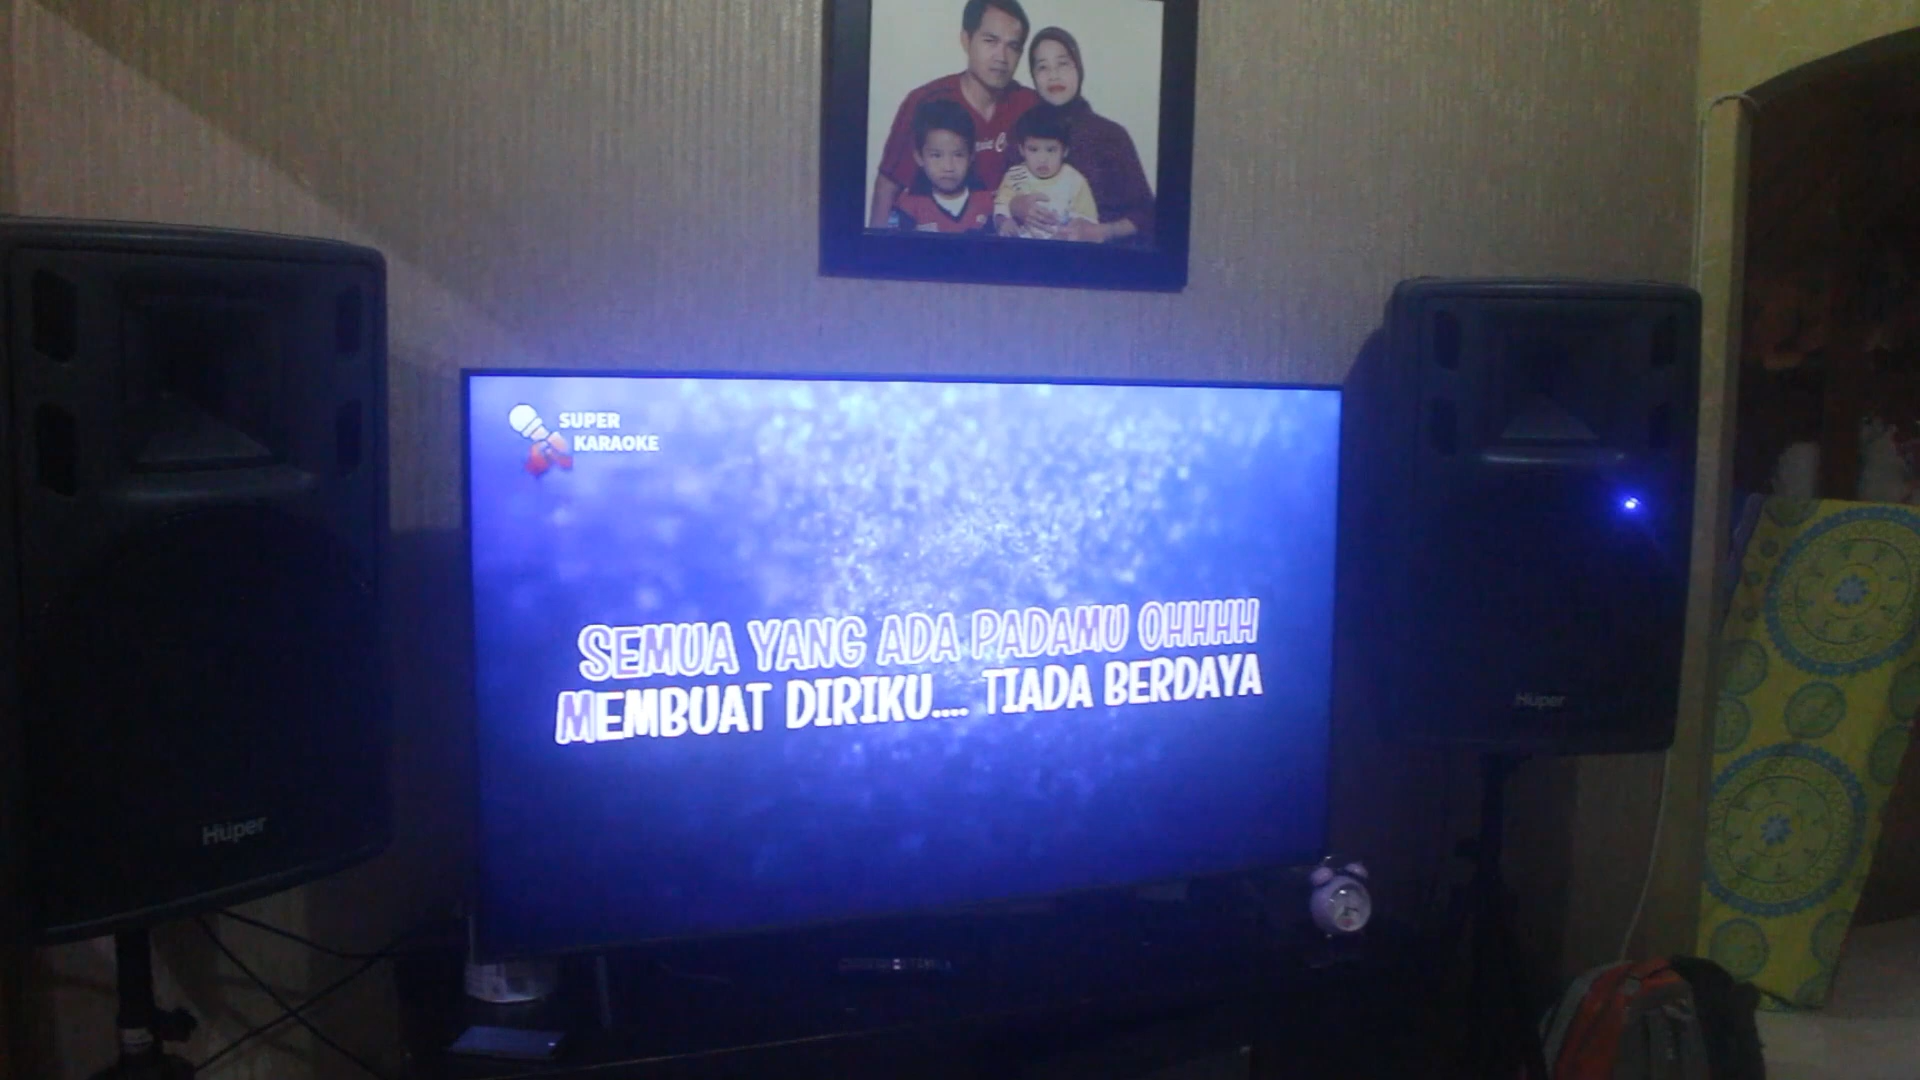 SUPER
KARAOKE
SEMUA YANG ADA PADAMU OHHHH
MEMBUAT DIRIKU.... TIADA BERDAYA
Huper
Huper